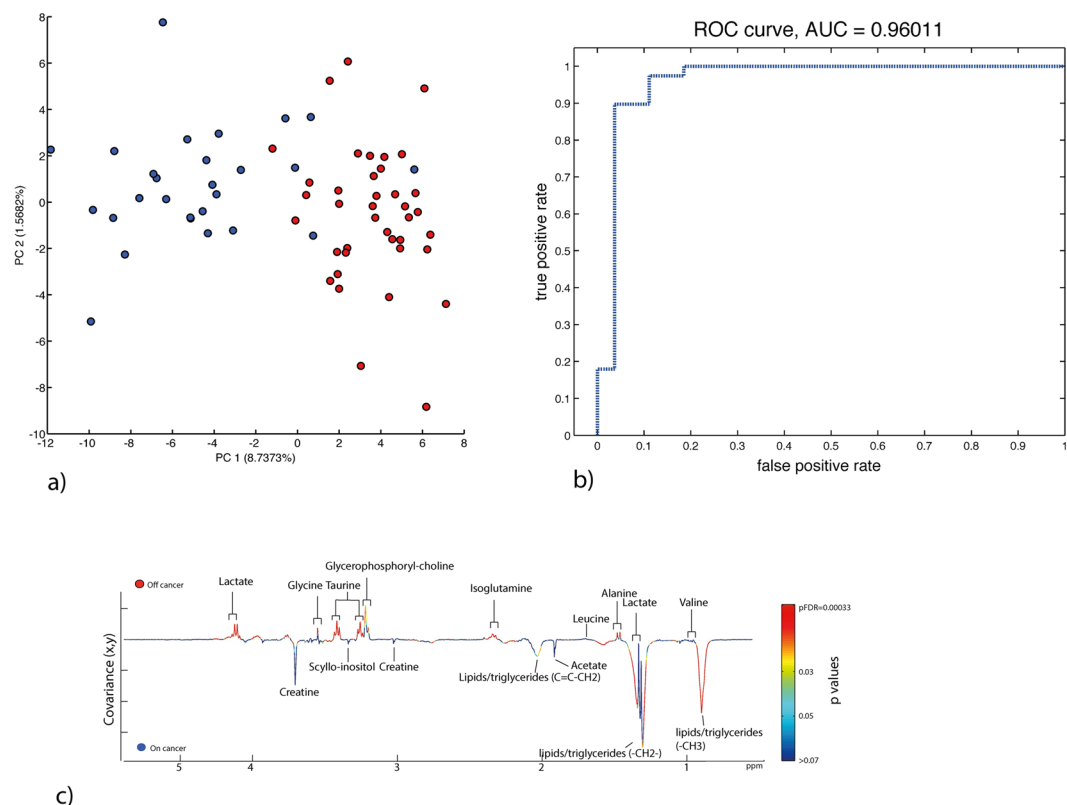 8
6
4
2
0
-2
-4
-6
-8
-10
PC 2 (1.5682%)
-12 -10 -8 -6 -4 -2 0 2 4 6 8
PC 1 (8.7373%)
a)
ROC curve, AUC = 0.96011
1
0.9
0.8
0.7
0.6
0.5
0.4
0.3
0.2
0.1
0
true positive rate
0 0.1 0.2 0.3 0.4 0.5 0.6 0.7 0.8 0.9 1
false positive rate
b)
Glycerophosphoryl-choline
Off cancer
Lactate
Glycine Taurine
Isoglutamine
Alanine
Lactate
Valine
Leucine
pFDR=0.00033
0.03
0.05
>0.07
p values
Covariance (x,y)
Scyllo-inositol
Creatine
Creatine
Lipids/triglycerides (C=C-CH2)
Acetate
lipids/triglycerides
(-CH3)
lipids/triglycerides (-CH2-)
On cancer
5 4 3 2 1 ppm
c)